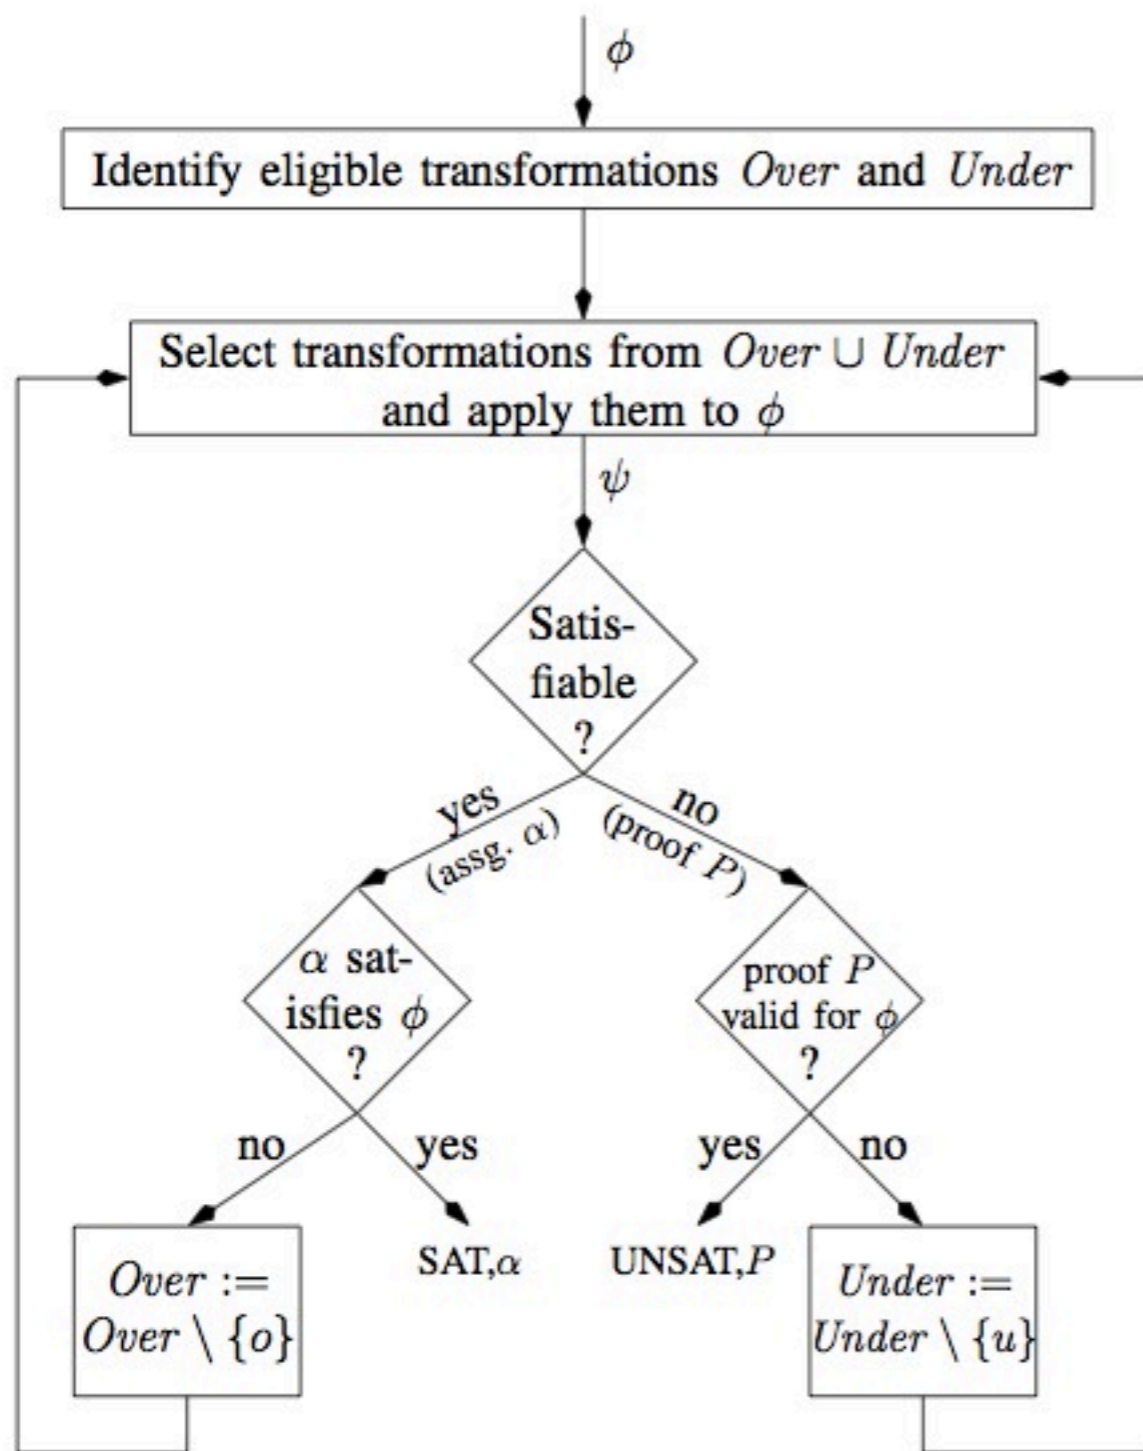 ϕ
Identify eligible transformations Over and Under
Select transformations from Over ∪ Under
and apply them to ϕ
ψ
Satis-
fiable
?
yes
(assg. α)
no
(proof P)
α sat-
isfies ϕ
?
proof P
valid for ϕ
?
no
yes
yes
no
Over :=
Over \ {o}
SAT,α
UNSAT,P
Under :=
Under \ {u}